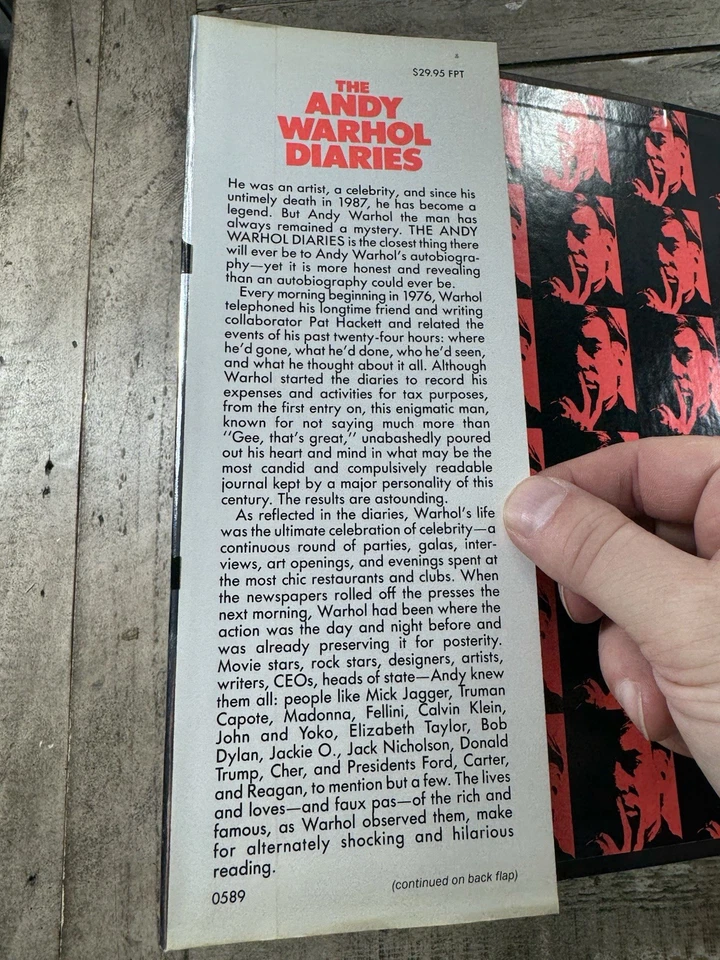 $29.95 FPT
THE
ANDY
WARHOL
DIARIES
He was an artist, a celebrity, and since his
untimely death in 1987, he has become a
legend. But Andy Warhol the man has
always remained a mystery. THE ANDY
WARHOL DIARIES is the closest thing there
will ever be to Andy Warhol's autobiogra-
phy—yet it is more honest and revealing
than an autobiography could ever be.
Every morning beginning in 1976, Warhol
telephoned his longtime friend and writing
collaborator Pat Hackett and related the
events of his past twenty-four hours: where
he'd gone, what he'd done, who he'd seen,
and what he thought about it all. Although
Warhol started the diaries to record his
expenses and activities for tax purposes,
from the first entry on, this enigmatic man,
known for not saying much more than
"Gee, that's great," unabashedly poured
out his heart and mind in what may be the
most candid and compulsively readable
journal kept by a major personality of this
century. The results are astounding.
As reflected in the diaries, Warhol's life
was the ultimate celebration of celebrity—a
continuous round of parties, galas, inter-
views, art openings, and evenings spent at
the most chic restaurants and clubs. When
the newspapers rolled off the presses the
next morning, Warhol had been where the
action was the day and night before and
was already preserving it for posterity.
Movie stars, rock stars, designers, artists,
writers, CEOs, heads of state—Andy knew
them all: people like Mick Jagger, Truman
Capote, Madonna, Fellini, Calvin Klein,
John and Yoko, Elizabeth Taylor, Bob
Dylan, Jackie O., Jack Nicholson, Donald
Trump, Cher, and Presidents Ford, Carter,
and Reagan, to mention but a few. The lives
and loves—and faux pas—of the rich and
famous, as Warhol observed them, make
for alternately shocking and hilarious
reading.
(continued on back flap)
0589